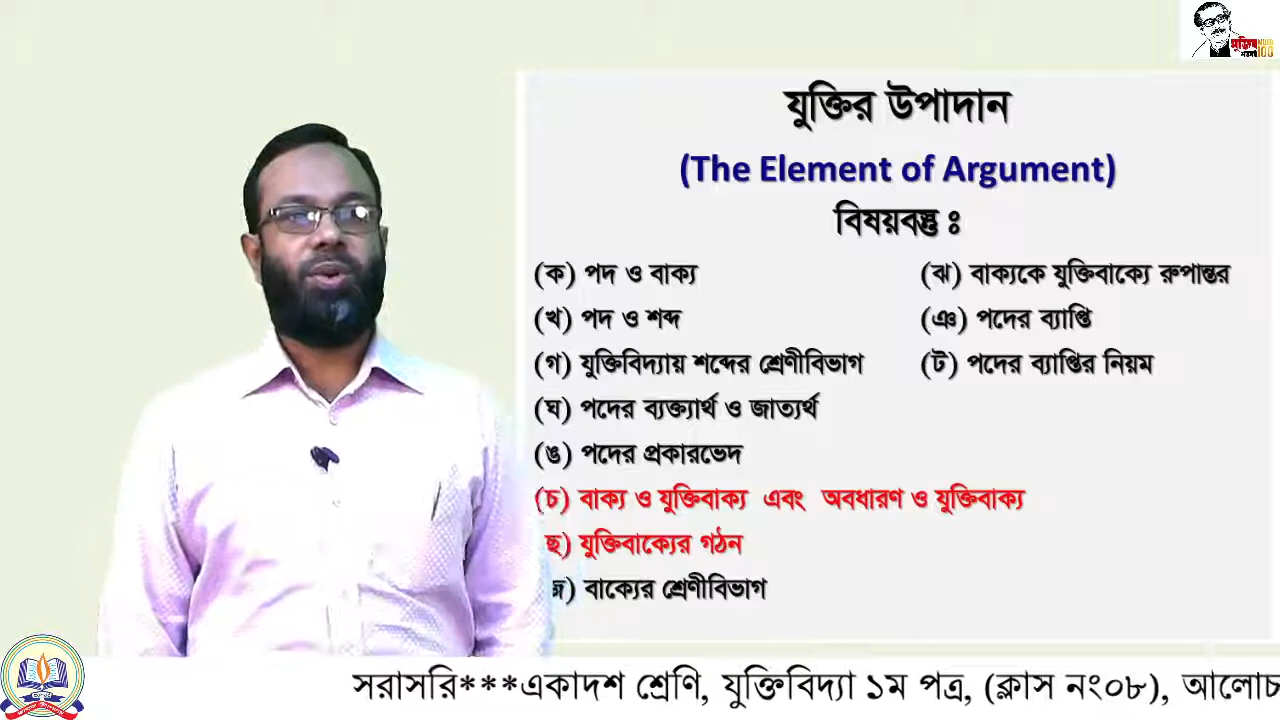 যুক্তির উপাদান
(The Element of Argument)
বিষয়বস্তু ঃ
(ক) পদ ও বাক্য
(খ) পদ ও শব্দ
(গ) যুক্তিবিদ্যায় শব্দের শ্রেণীবিভাগ
(ঘ) পদের ব্যক্ত্যার্থ ও জাত্যর্থ
(ঙ) পদের প্রকারভেদ
(চ) বাক্য ও যুক্তিবাক্য এবং অবধারণ ও যুক্তিবাক্য
ছ) যুক্তিবাক্যের গঠন
জ) বাক্যের শ্রেণীবিভাগ
(ঝ) বাক্যকে যুক্তিবাক্যে রুপান্তর
(ঞ) পদের ব্যাপ্তি
(ট) পদের ব্যাপ্তির নিয়ম
সরাসরি***একাদশ শ্রেণি, যুক্তিবিদ্যা ১ম পত্র, (ক্লাস নং০৮), আলোচ